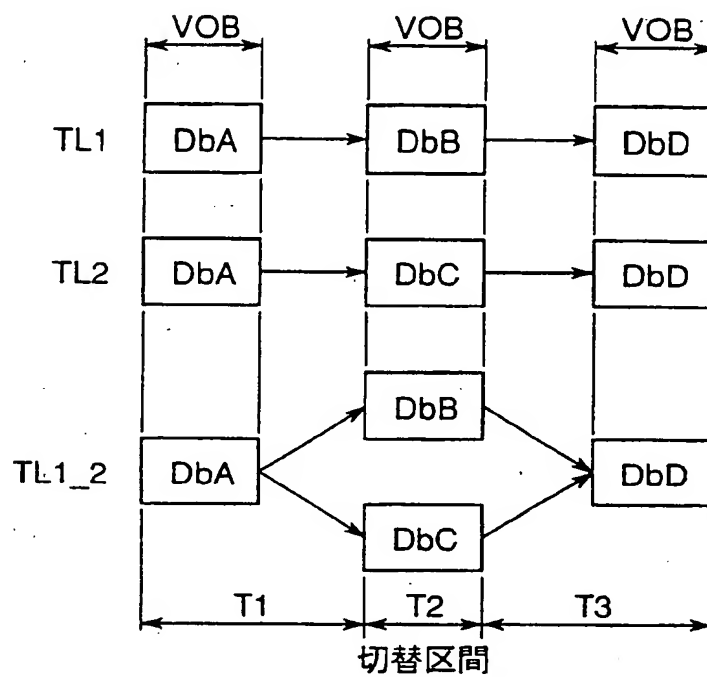 VOB VOB VOB
TL1 DbA DbB DbD
TL2 DbA DbC DbD
DbB
TL1_2 DbA DbD
DbC
T1 T2 T3
切替区間